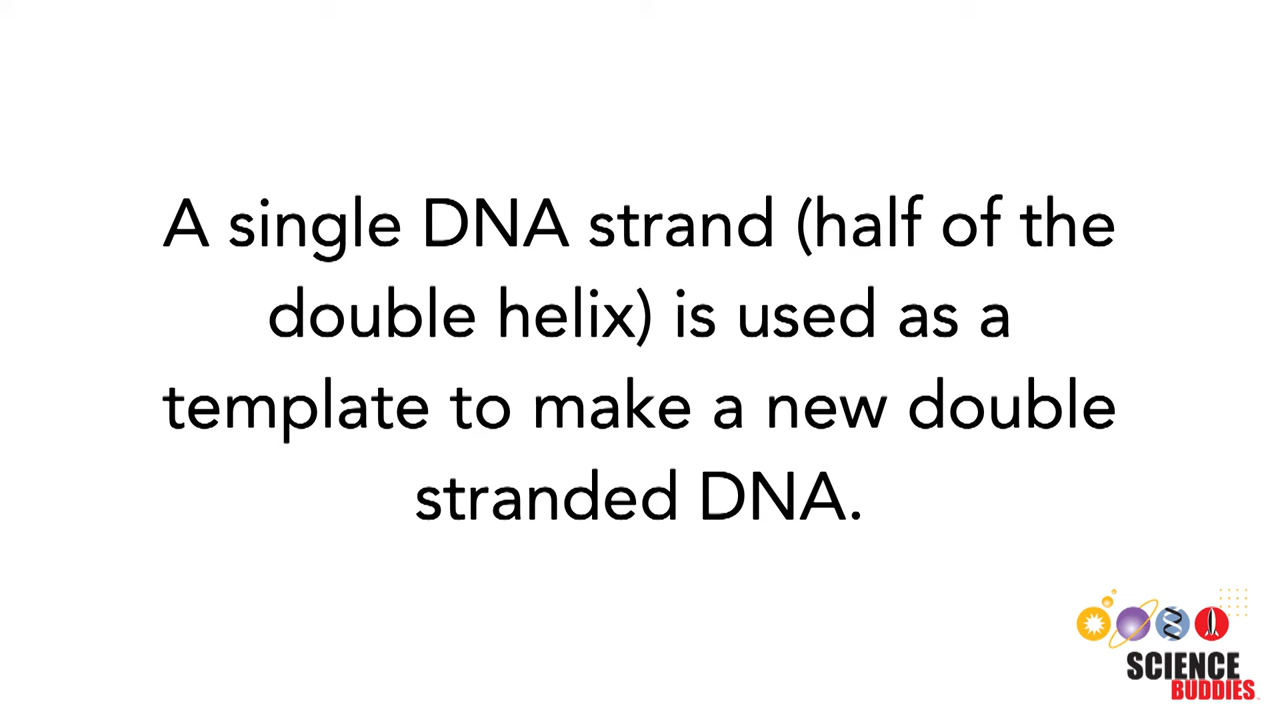 A single DNA strand (half of the
double helix) is used as a
template to make a new double
stranded DNA.
SCIENCE
BUDDIES